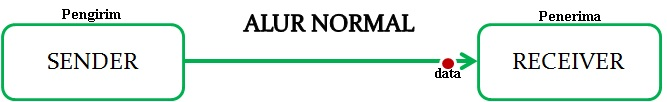 Pengirim
ALUR NORMAL
Penerima
SENDER
data
RECEIVER